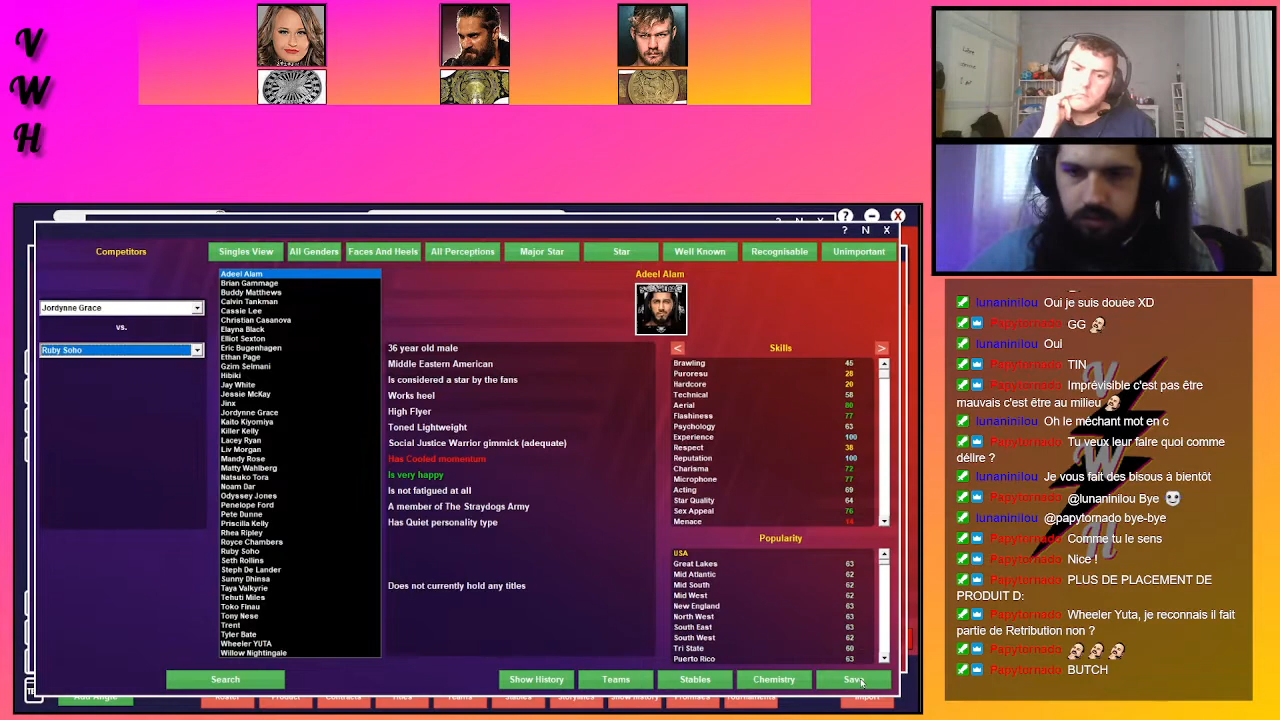 V
W
H
? N X
Competitors
Singles View
All Genders
Faces And Heels
All Perceptions
Major Star
Star
Well Known
Recognisable
Unimportant
Jordynne Grace
vs.
Ruby Soho
Adeel Alam
Brian Gammage
Buddy Matthews
Calvin Tankman
Cassie Lee
Christian Casanova
Elayna Black
Elliot Sexton
Eric Bugenhagen
Ethan Page
Gzim Selmani
Hibiki
Jay White
Jessie McKay
Jinx
Jordynne Grace
Kaito Kiyomiya
Killer Kelly
Lacey Ryan
Liv Morgan
Mandy Rose
Matty Wahlberg
Natsuko Tora
Noam Dar
Odyssey Jones
Penelope Ford
Pete Dunne
Priscilla Kelly
Rhea Ripley
Royce Chambers
Ruby Soho
Seth Rollins
Steph De Lander
Sunny Dhinsa
Taya Valkyrie
Tehuti Miles
Toko Finau
Tony Nese
Trent
Tyler Bate
Wheeler YUTA
Willow Nightingale
Adeel Alam
36 year old male
Middle Eastern American
Is considered a star by the fans
Works heel
High Flyer
Toned Lightweight
Social Justice Warrior gimmick (adequate)
Has Cooled momentum
Is very happy
Is not fatigued at all
A member of The Straydogs Army
Has Quiet personality type
Does not currently hold any titles
< Skills >
Brawling 45
Puroresu 28
Hardcore 20
Technical 58
Aerial 80
Flashiness 77
Psychology 63
Experience 100
Respect 38
Reputation 100
Charisma 72
Microphone 77
Acting 69
Star Quality 64
Sex Appeal 76
Menace 14
Popularity
USA
Great Lakes 63
Mid Atlantic 62
Mid South 62
Mid West 62
New England 63
North West 63
South East 63
South West 62
Tri State 60
Puerto Rico 63
Search
Show History
Teams
Stables
Chemistry
Save
lunaninilou Oui je suis douée XD
Papytornado GG
lunaninilou Oui
Papytornado TIN
Papytornado Imprévisible c'est pas être
mauvais c'est être au milieu
lunaninilou Oh le méchant mot en c
Papytornado Tu veux leur faire quoi comme
délire ?
lunaninilou Je vous fait des bisous à bientôt
Papytornado @lunaninilou Bye
lunaninilou @papytornado bye-bye
Papytornado Comme tu le sens
Papytornado Nice !
Papytornado PLUS DE PLACEMENT DE
PRODUIT D:
Papytornado Wheeler Yuta, je reconnais il fait
partie de Retribution non ?
Papytornado
Papytornado BUTCH